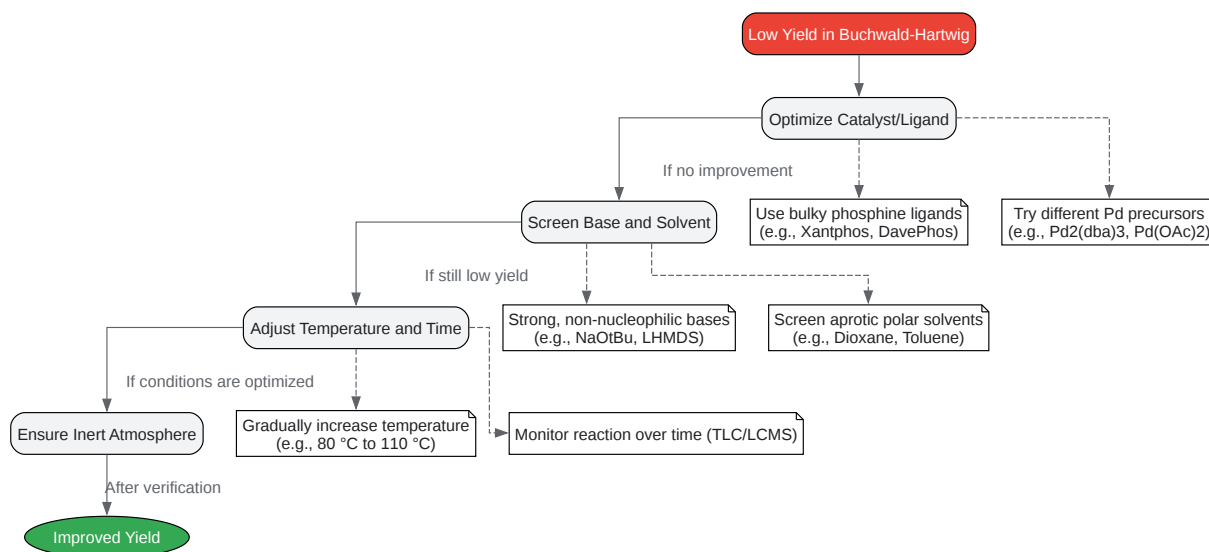 Low Yield in Buchwald-Hartwig
Optimize Catalyst/Ligand
If no improvement
Screen Base and Solvent
Use bulky phosphine ligands
(e.g., Xantphos, DavePhos)
Try different Pd precursors
(e.g., Pd2(dba)3, Pd(OAc)2)
If still low yield
Adjust Temperature and Time
Strong, non-nucleophilic bases
(e.g., NaOtBu, LHMDS)
Screen aprotic polar solvents
(e.g., Dioxane, Toluene)
If conditions are optimized
Ensure Inert Atmosphere
Gradually increase temperature
(e.g., 80 °C to 110 °C)
Monitor reaction over time (TLC/LCMS)
After verification
Improved Yield